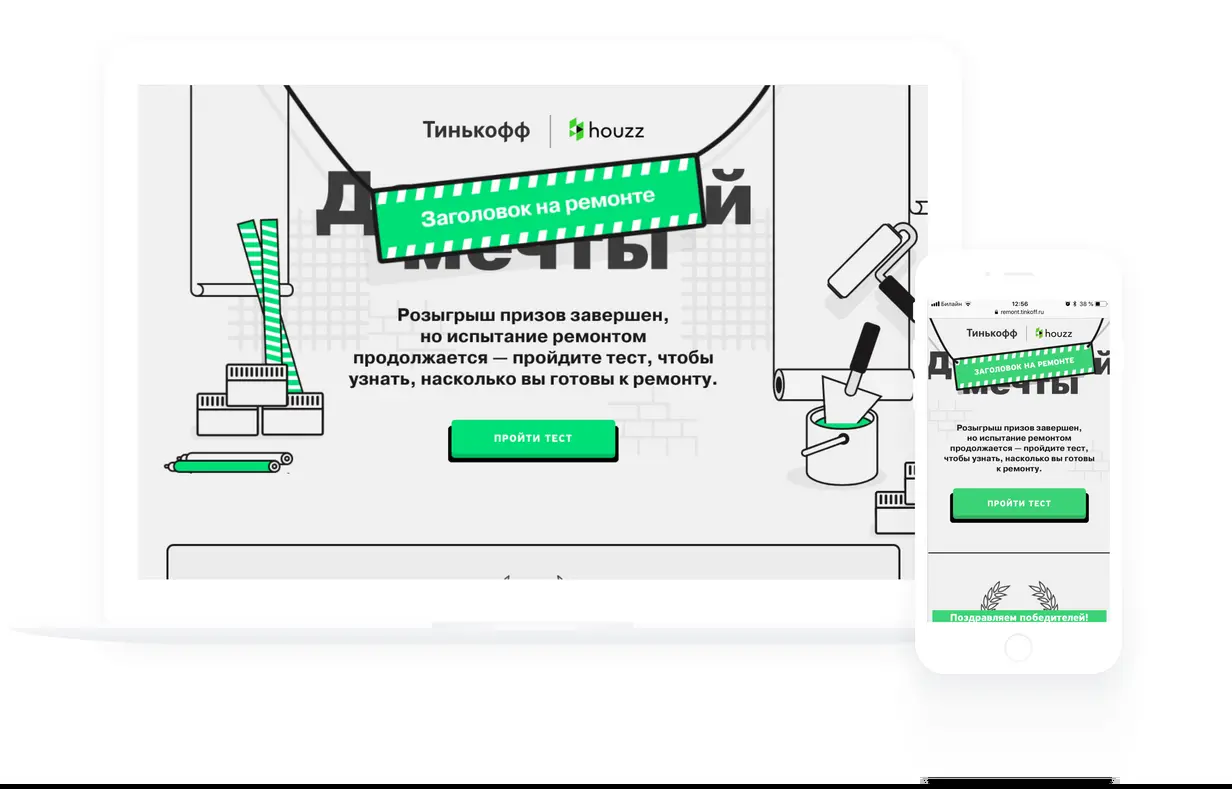 Тинькофф
houzz
Заголовок на ремонте
мечты
Розыгрыш призов завершен,
но испытание ремонтом
продолжается — пройдите тест, чтобы
узнать, насколько вы готовы к ремонту.
ПРОЙТИ ТЕСТ
Билайн
12:56
38 %
remont.tinkoff.ru
Тинькофф
houzz
ЗАГОЛОВОК НА РЕМОНТЕ
мечты
Розыгрыш призов завершен,
но испытание ремонтом
продолжается — пройдите тест,
чтобы узнать, насколько вы готовы
к ремонту.
ПРОЙТИ ТЕСТ
Поздравляем победителей!